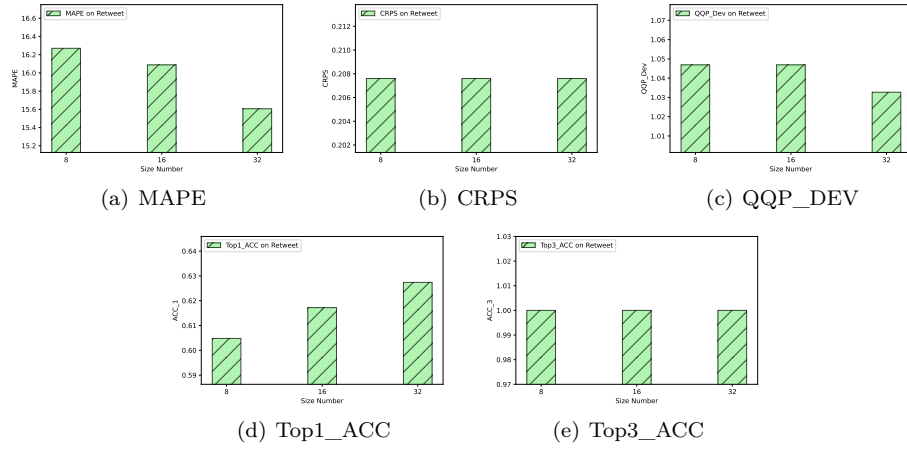 MAPE on Retweet
16.6
16.4
16.2
16.0
15.8
15.6
15.4
15.2
MAPE
8 16 32
Size Number
(a) MAPE
CRPS on Retweet
0.212
0.210
0.208
0.206
0.204
0.202
CRPS
8 16 32
Size Number
(b) CRPS
QQP_Dev on Retweet
1.07
1.06
1.05
1.04
1.03
1.02
1.01
QQP_Dev
8 16 32
Size Number
(c) QQP_DEV
Top1_ACC on Retweet
0.64
0.63
0.62
0.61
0.60
0.59
ACC_1
8 16 32
Size Number
(d) Top1_ACC
Top3_ACC on Retweet
1.03
1.02
1.01
1.00
0.99
0.98
0.97
ACC_3
8 16 32
Size Number
(e) Top3_ACC